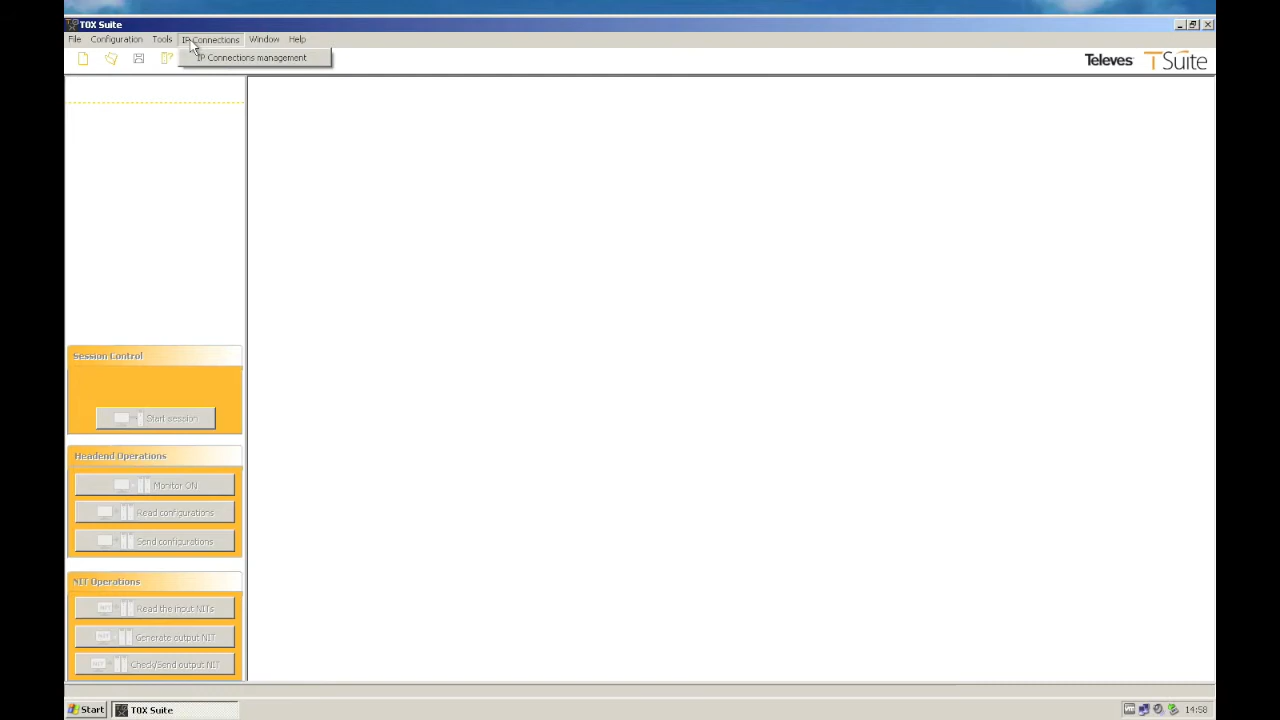 TOX Suite
File Configuration Tools IP Connections Window Help
IP Connections management
Televes TSuite
Session Control
Start session
Headend Operations
Monitor ON
Read configurations
Send configurations
NIT Operations
Read the input NITs
Generate output NIT
Check/Send output NIT
Start TOX Suite 14:58